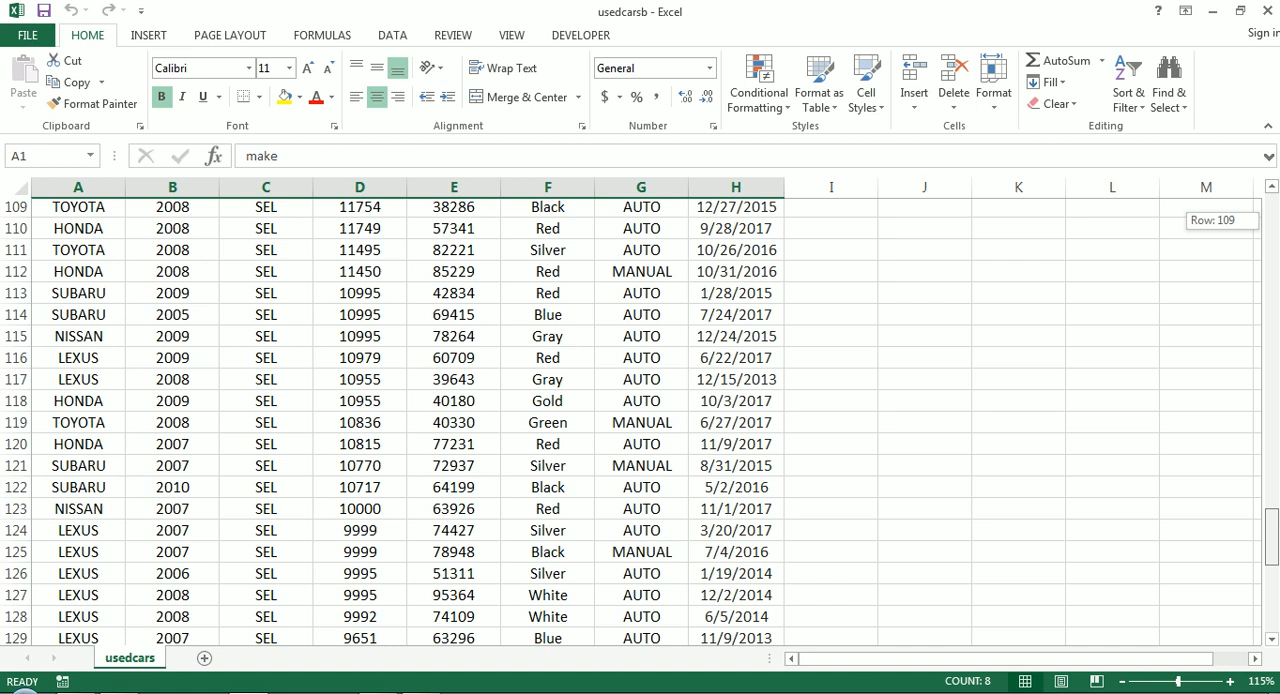 usedcarsb - Excel
?
FILE HOME INSERT PAGE LAYOUT FORMULAS DATA REVIEW VIEW DEVELOPER Sign in
Paste
Cut
Copy
Format Painter
Clipboard
Calibri 11
B I U
Font
Wrap Text
Merge & Center
Alignment
General
$ % ,
Number
Conditional Formatting
Format as Table
Cell Styles
Styles
Insert Delete Format
Cells
AutoSum
Fill
Clear
Sort & Filter
Find & Select
Editing
A1 fx make
A B C D E F G H I J K L M
109 TOYOTA 2008 SEL 11754 38286 Black AUTO 12/27/2015
Row: 109
110 HONDA 2008 SEL 11749 57341 Red AUTO 9/28/2017
111 TOYOTA 2008 SEL 11495 82221 Silver AUTO 10/26/2016
112 HONDA 2008 SEL 11450 85229 Red MANUAL 10/31/2016
113 SUBARU 2009 SEL 10995 42834 Red AUTO 1/28/2015
114 SUBARU 2005 SEL 10995 69415 Blue AUTO 7/24/2017
115 NISSAN 2009 SEL 10995 78264 Gray AUTO 12/24/2015
116 LEXUS 2009 SEL 10979 60709 Red AUTO 6/22/2017
117 LEXUS 2008 SEL 10955 39643 Gray AUTO 12/15/2013
118 HONDA 2009 SEL 10955 40180 Gold AUTO 10/3/2017
119 TOYOTA 2008 SEL 10836 40330 Green MANUAL 6/27/2017
120 HONDA 2007 SEL 10815 77231 Red AUTO 11/9/2017
121 SUBARU 2007 SEL 10770 72937 Silver MANUAL 8/31/2015
122 SUBARU 2010 SEL 10717 64199 Black AUTO 5/2/2016
123 NISSAN 2007 SEL 10000 63926 Red AUTO 11/1/2017
124 LEXUS 2007 SEL 9999 74427 Silver AUTO 3/20/2017
125 LEXUS 2007 SEL 9999 78948 Black MANUAL 7/4/2016
126 LEXUS 2006 SEL 9995 51311 Silver AUTO 1/19/2014
127 LEXUS 2008 SEL 9995 95364 White AUTO 12/2/2014
128 LEXUS 2008 SEL 9992 74109 White AUTO 6/5/2014
129 LEXUS 2007 SEL 9651 63296 Blue AUTO 11/9/2013
usedcars
READY COUNT: 8 115%